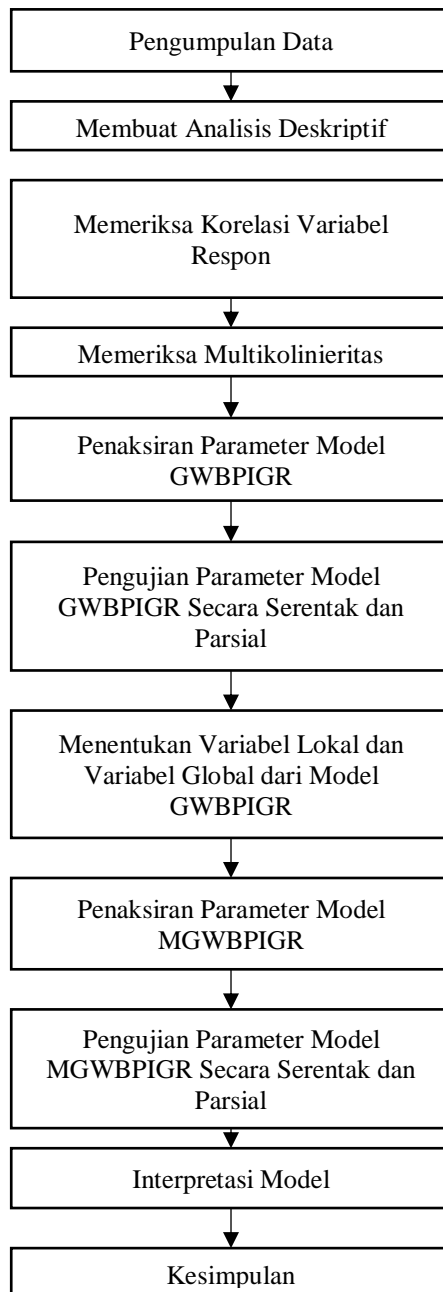 Pengumpulan Data
Membuat Analisis Deskriptif
Memeriksa Korelasi Variabel
Respon
Memeriksa Multikolinieritas
Penaksiran Parameter Model
GWBPIGR
Pengujian Parameter Model
GWBPIGR Secara Serentak dan
Parsial
Menentukan Variabel Lokal dan
Variabel Global dari Model
GWBPIGR
Penaksiran Parameter Model
MGWBPIGR
Pengujian Parameter Model
MGWBPIGR Secara Serentak dan
Parsial
Interpretasi Model
Kesimpulan